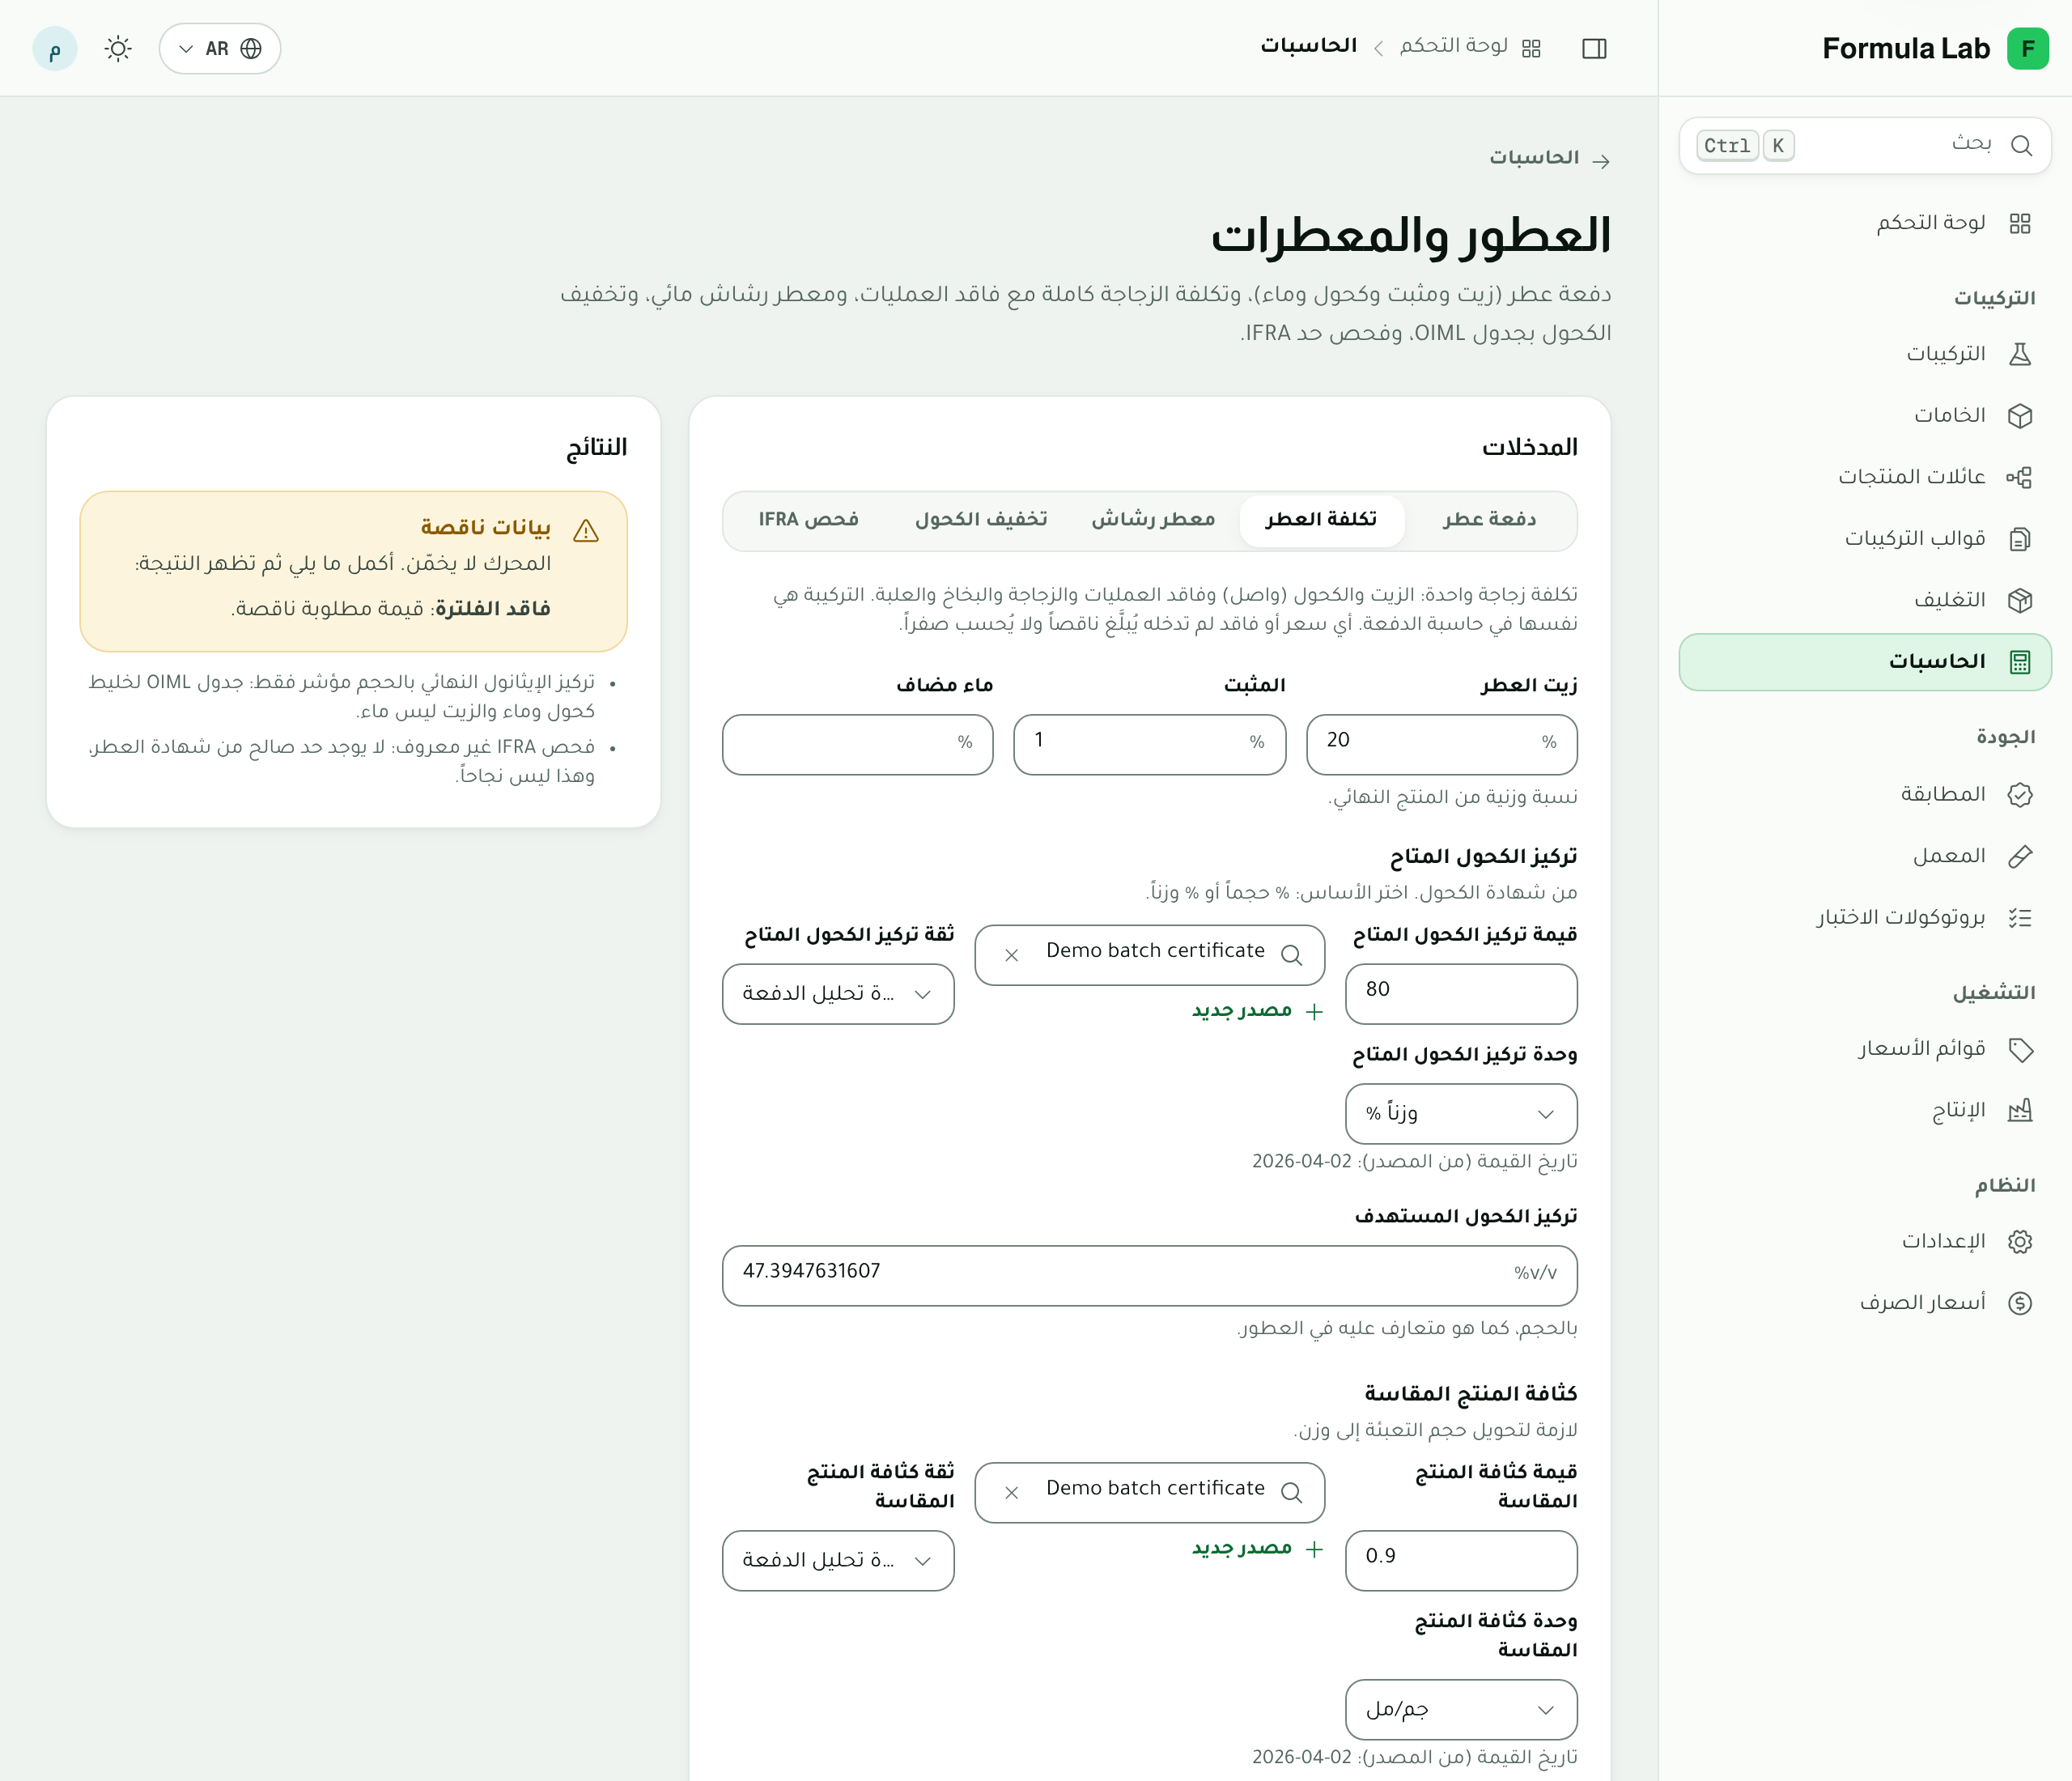 Formula Lab
F
بحث
Ctrl K
لوحة التحكم
التركيبات
التركيبات
الخامات
عائلات المنتجات
قوالب التركيبات
التغليف
الحاسبات
الجودة
المطابقة
المعمل
بروتوكولات الاختبار
التشغيل
قوائم الأسعار
الإنتاج
النظام
الإعدادات
أسعار الصرف
لوحة التحكم
الحاسبات
AR
م
الحاسبات
العطور والمعطرات
دفعة عطر (زيت ومثبت وكحول وماء)، وتكلفة الزجاجة كاملة مع فاقد العمليات، ومعطر رشاش مائي، وتخفيف
الكحول بجدول OIML، وفحص حد IFRA.
المدخلات
دفعة عطر
تكلفة العطر
معطر رشاش
تخفيف الكحول
فحص IFRA
تكلفة زجاجة واحدة: الزيت والكحول (واصل) وفاقد العمليات والزجاجة والبخاخ والعلبة. التركيبة هي
نفسها في حاسبة الدفعة. أي سعر أو فاقد لم تدخله يُبلَّغ ناقصاً ولا يُحسب صفراً.
زيت العطر
المثبت
ماء مضاف
20 %
1 %
%
نسبة وزنية من المنتج النهائي.
تركيز الكحول المتاح
من شهادة الكحول. اختر الأساس: % حجماً أو % وزناً.
قيمة تركيز الكحول المتاح
80
Demo batch certificate
مصدر جديد
ثقة تركيز الكحول المتاح
...ة تحليل الدفعة
وحدة تركيز الكحول المتاح
% وزناً
تاريخ القيمة (من المصدر): 2026-04-02
تركيز الكحول المستهدف
47.3947631607 %v/v
بالحجم، كما هو متعارف عليه في العطور.
كثافة المنتج المقاسة
لازمة لتحويل حجم التعبئة إلى وزن.
قيمة كثافة المنتج
المقاسة
0.9
Demo batch certificate
مصدر جديد
ثقة كثافة المنتج
المقاسة
...ة تحليل الدفعة
وحدة كثافة المنتج
المقاسة
جم/مل
تاريخ القيمة (من المصدر): 2026-04-02
النتائج
بيانات ناقصة
المحرك لا يخمّن. أكمل ما يلي ثم تظهر النتيجة:
فاقد الفلترة: قيمة مطلوبة ناقصة.
• تركيز الإيثانول النهائي بالحجم مؤشر فقط: جدول OIML لخليط
كحول وماء والزيت ليس ماء.
• فحص IFRA غير معروف: لا يوجد حد صالح من شهادة العطر،
وهذا ليس نجاحاً.